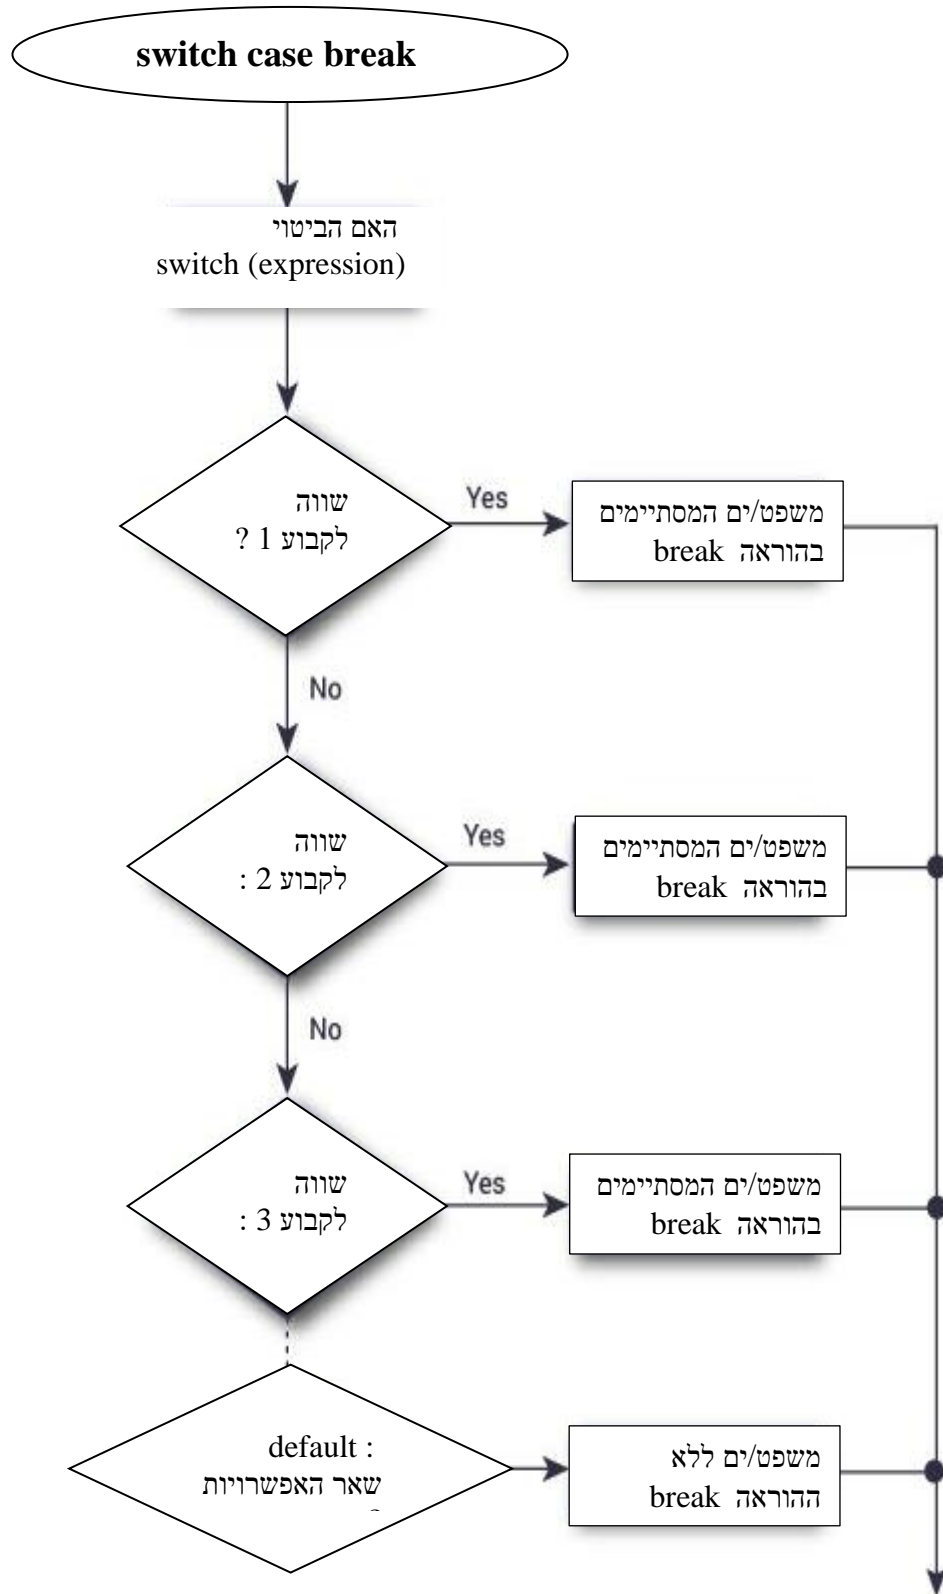 switch case break
האם הביטוי
switch (expression)
שווה
לקבוע 1 ?
Yes
משפט/ים המסתיימים
בהוראה break
No
שווה
לקבוע 2 :
Yes
משפט/ים המסתיימים
בהוראה break
No
שווה
לקבוע 3 :
Yes
משפט/ים המסתיימים
בהוראה break
default :
שאר האפשרויות
משפט/ים ללא
ההוראה break